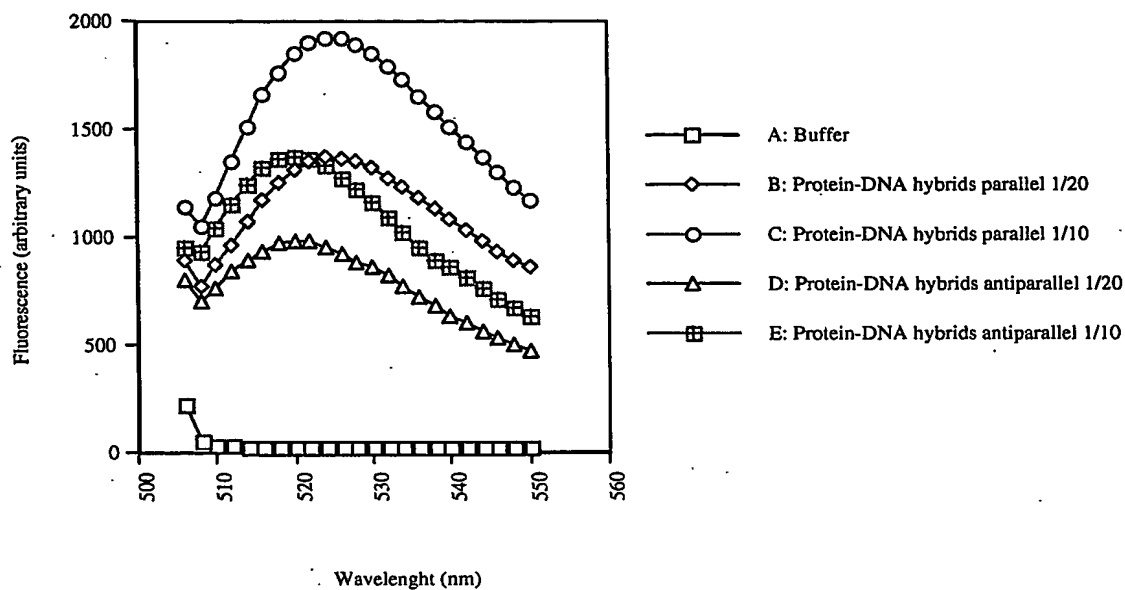 2000
1500
1000
500
0
Fluorescence (arbitrary units)
500
510
520
530
540
550
560
Wavelenght (nm)
A: Buffer
B: Protein-DNA hybrids parallel 1/20
C: Protein-DNA hybrids parallel 1/10
D: Protein-DNA hybrids antiparallel 1/20
E: Protein-DNA hybrids antiparallel 1/10